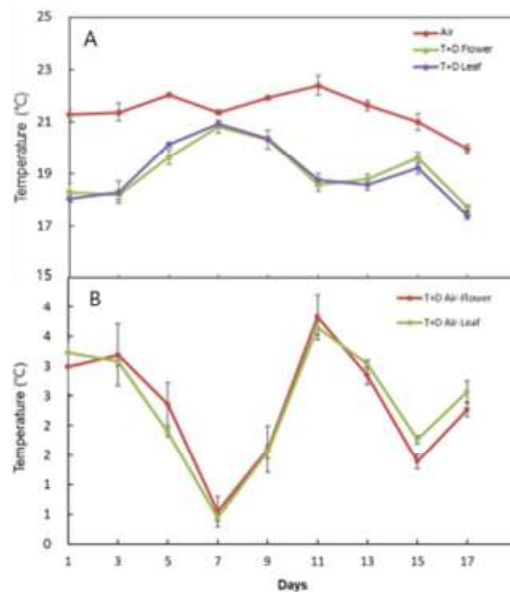 25
A
Air
T+D Flower
T+D Leaf
23
21
19
17
15
Temperature (°C)
B
T+D Air-Flower
T+D Air-Leaf
4
4
3
3
2
2
1
1
0
Temperature (°C)
1 3 5 7 9 11 13 15 17
Days